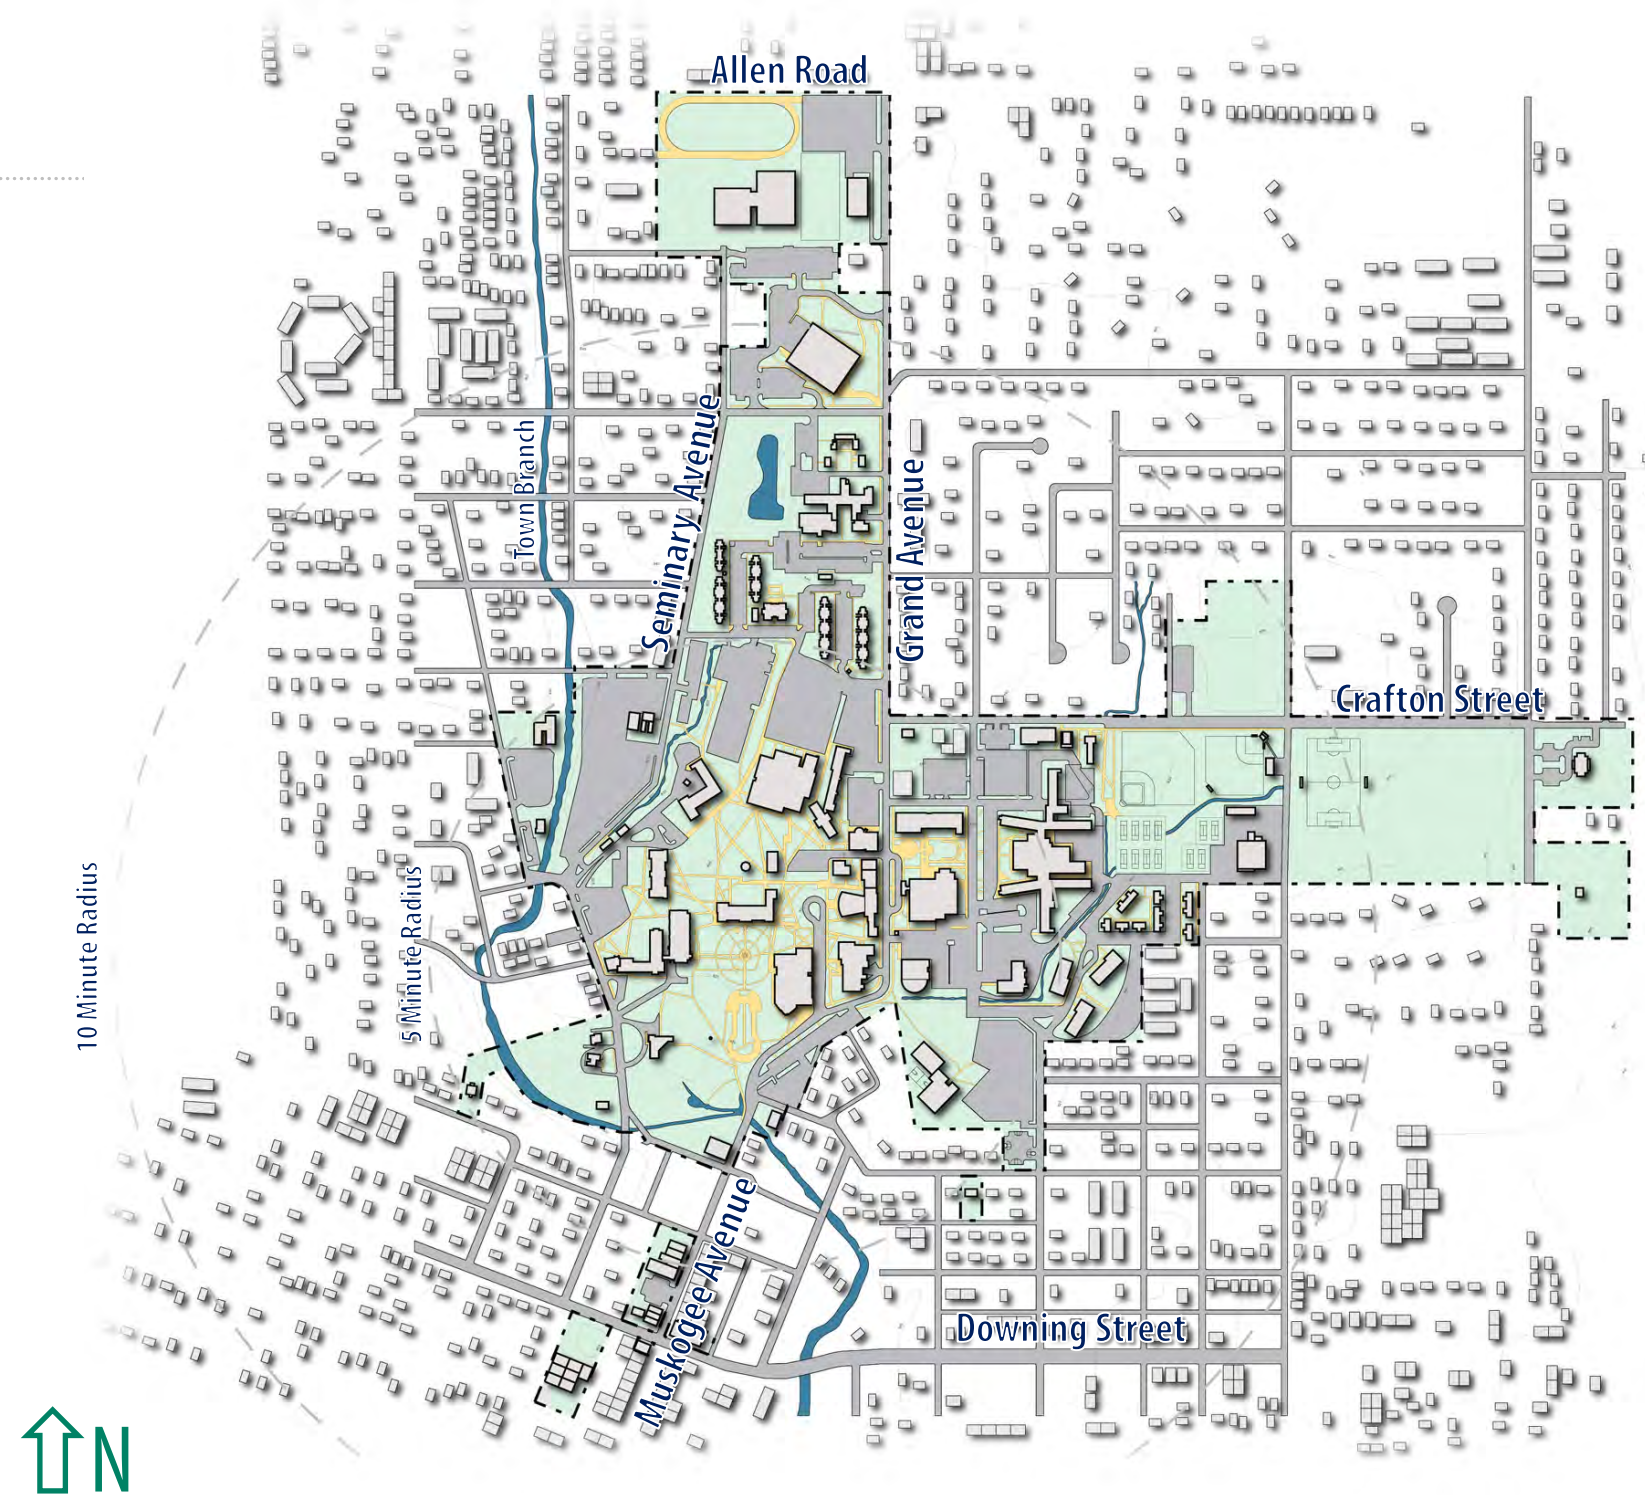 Allen Road
Town Branch
Seminary Avenue
Grand Avenue
Crafton Street
10 Minute Radius
5 Minute Radius
Muskogee Avenue
Downing Street
N